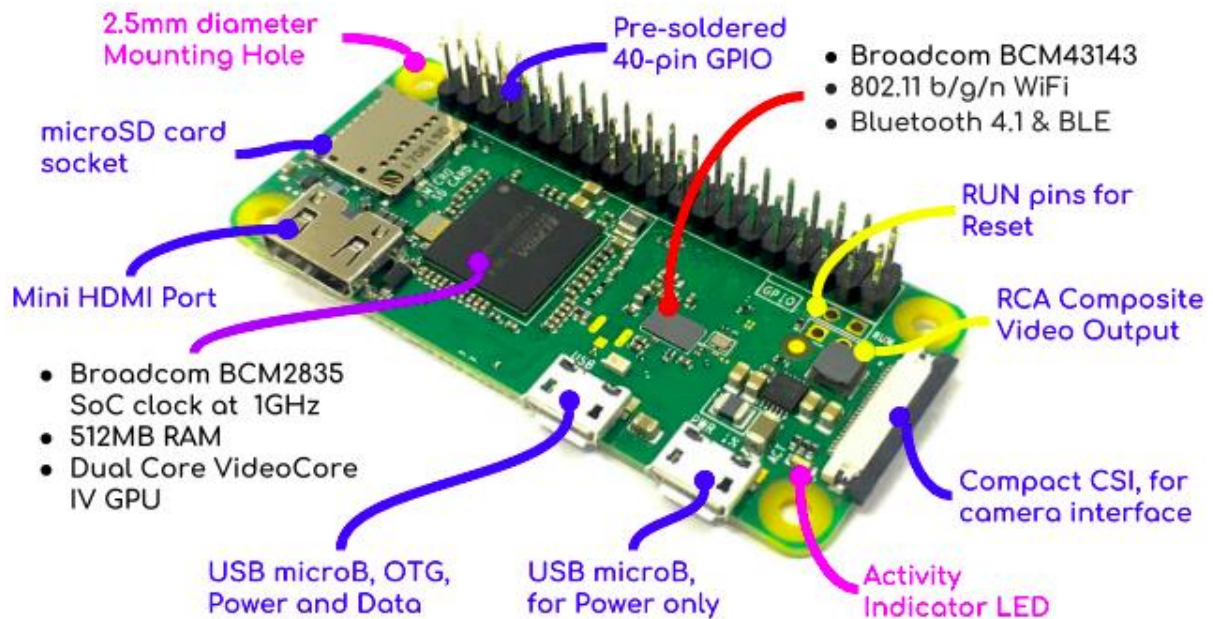 2.5mm diameter
Mounting Hole
Pre-soldered
40-pin GPIO
• Broadcom BCM43143
• 802.11 b/g/n WiFi
• Bluetooth 4.1 & BLE
microSD card
socket
RUN pins for
Reset
Mini HDMI Port
RCA Composite
Video Output
• Broadcom BCM2835
SoC clock at 1GHz
• 512MB RAM
• Dual Core VideoCore
IV GPU
Compact CSI, for
camera interface
USB microB, OTG,
Power and Data
USB microB,
for Power only
Activity
Indicator LED
MICRO
SD CARD
GPIO
RUN
USB
PWR IN
ACT